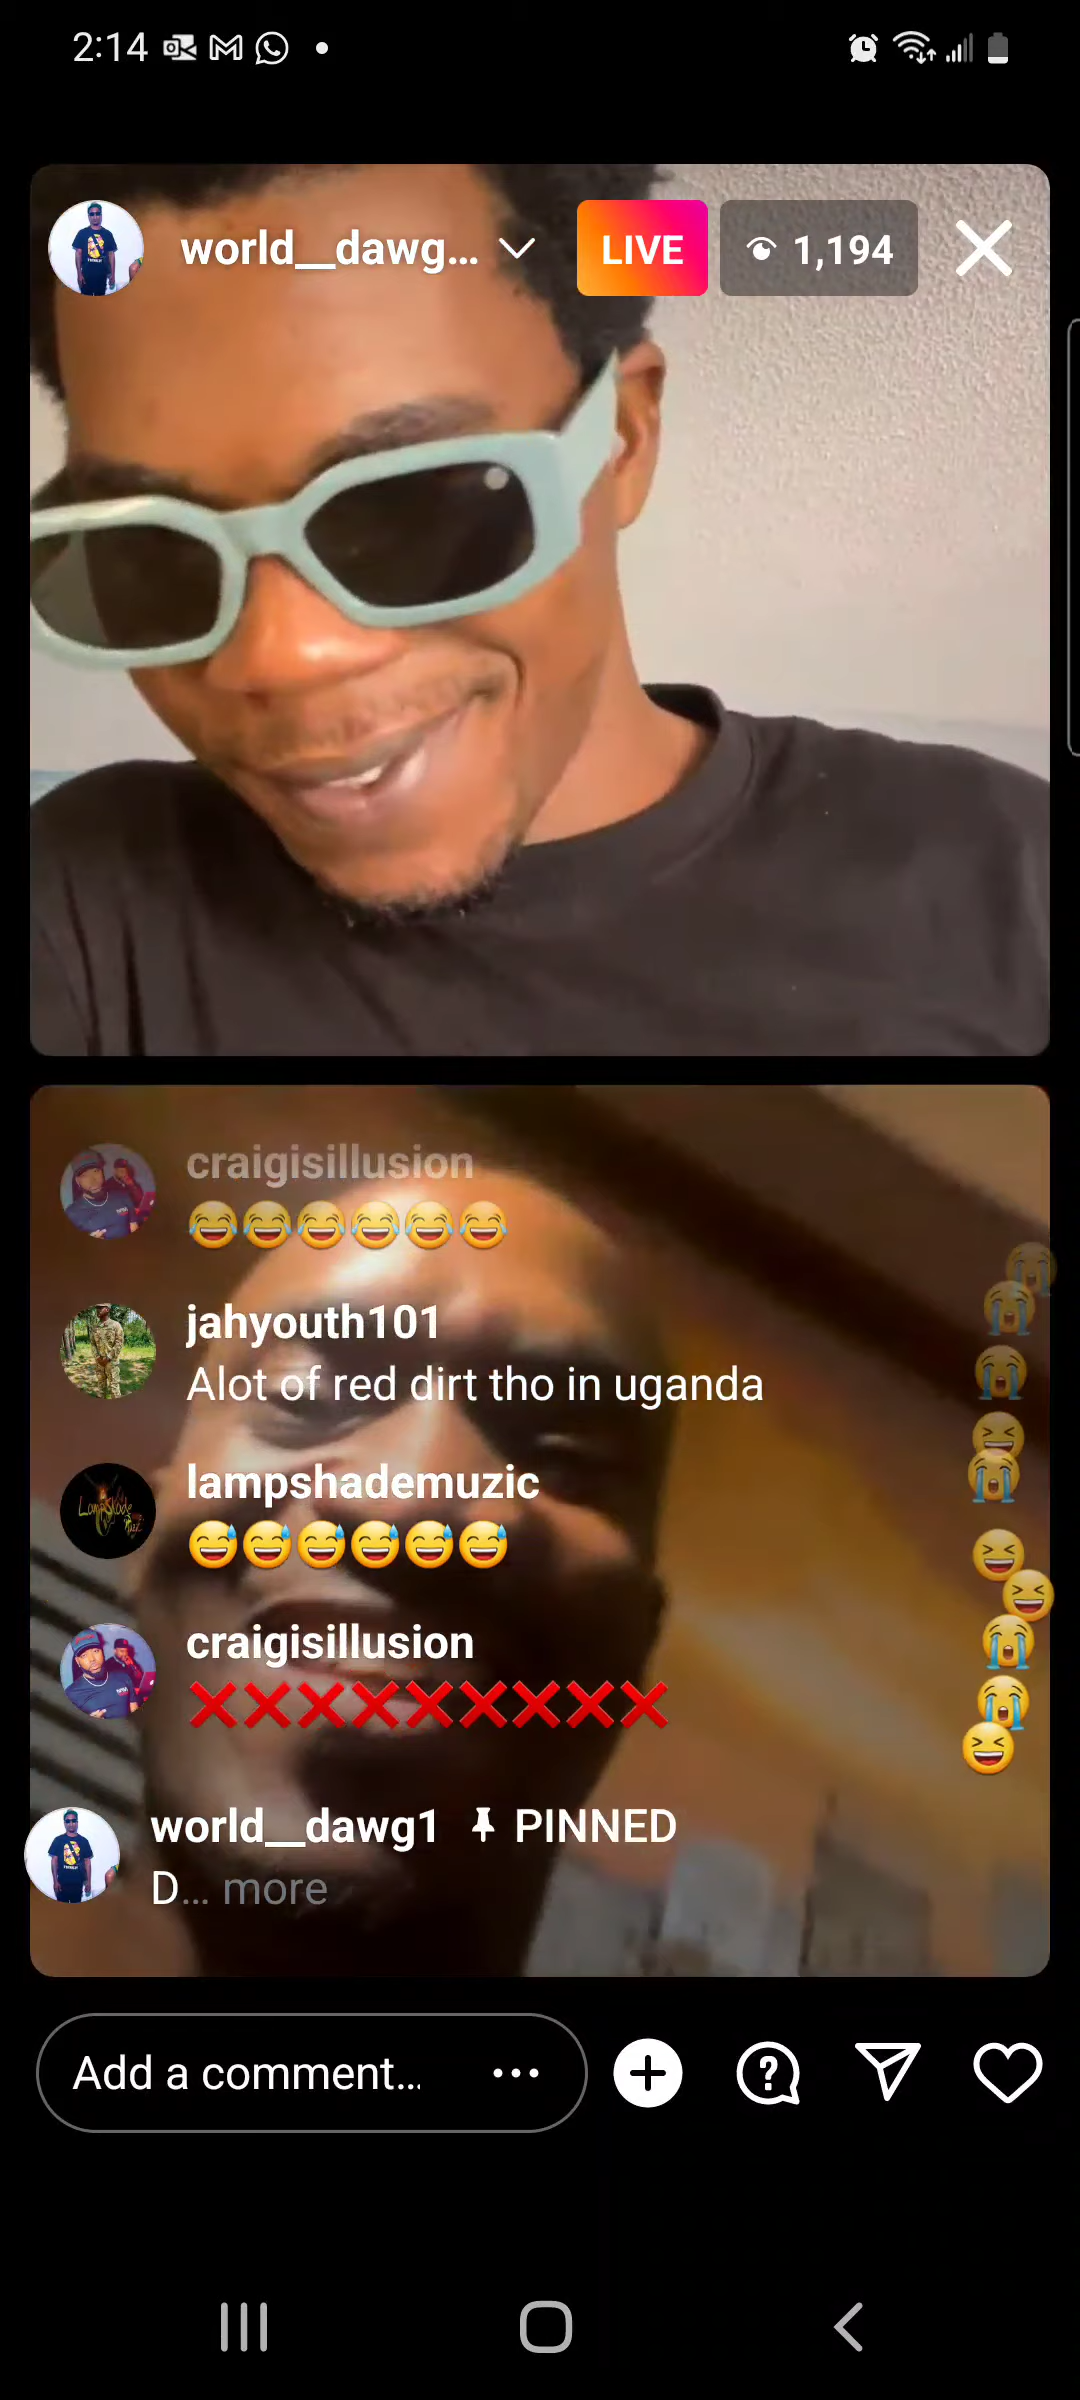 2:14
world__dawg...
LIVE
1,194
craigisillusion
😂😂😂😂😂😂
jahyouth101
Alot of red dirt tho in uganda
lampshademuzic
😅😅😅😅😅😅
craigisillusion
❌❌❌❌❌❌❌❌❌
world__dawg1 PINNED
D... more
Add a comment...